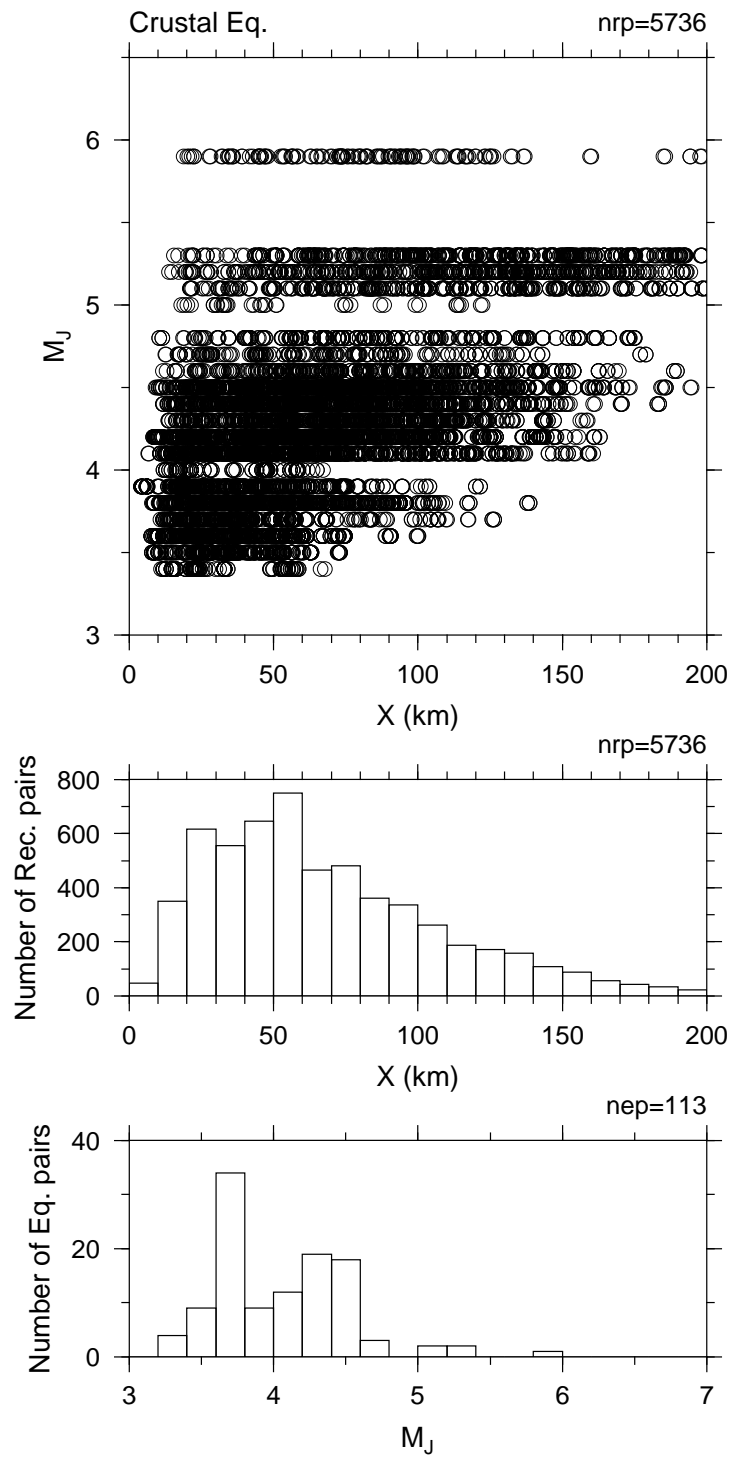 Crustal Eq. nrp=5736
6
5
4
3
M_J
0 50 100 150 200
X (km)
nrp=5736
800
600
400
200
0
Number of Rec. pairs
0 50 100 150 200
X (km)
nep=113
40
20
0
Number of Eq. pairs
3 4 5 6 7
M_J